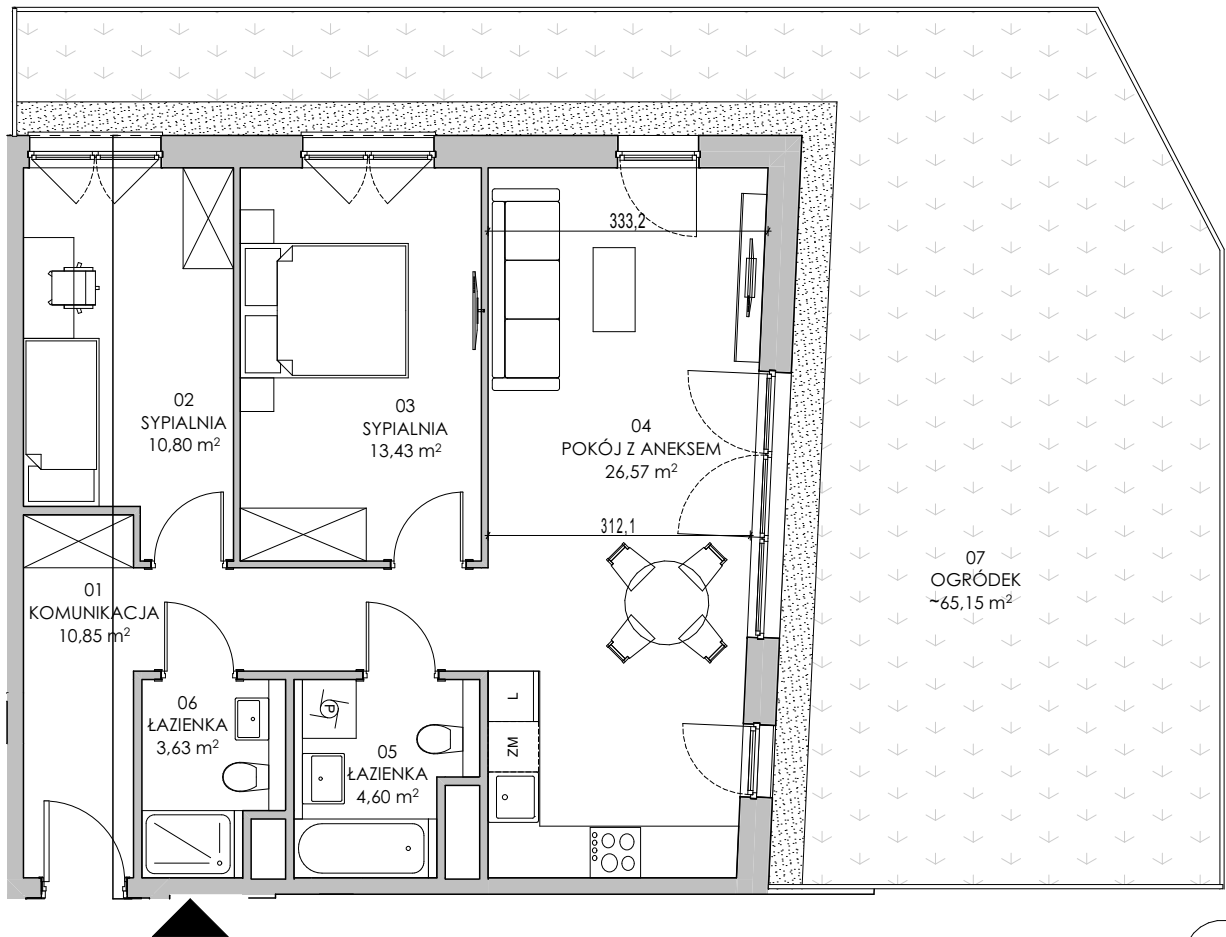 333,2
02
SYPIALNIA
10,80 m²
03
SYPIALNIA
13,43 m²
04
POKÓJ Z ANEKSEM
26,57 m²
312,1
07
OGRÓDEK
~65,15 m²
01
KOMUNIKACJA
10,85 m²
06
ŁAZIENKA
3,63 m²
P
05
ŁAZIENKA
4,60 m²
L
ZM